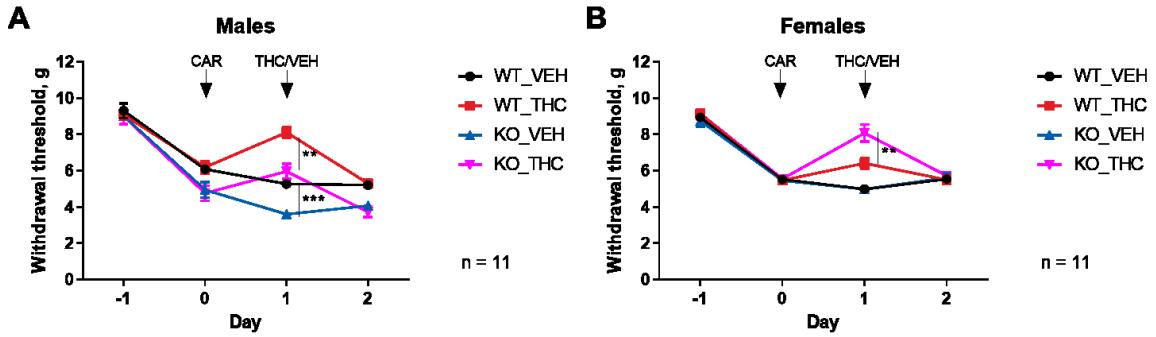 A
Males
CAR
THC/VEH
Withdrawal threshold, g
12
10
8
6
4
2
0
**
***
-1
0
1
2
Day
WT_VEH
WT_THC
KO_VEH
KO_THC
n = 11
B
Females
CAR
THC/VEH
Withdrawal threshold, g
12
10
8
6
4
2
0
**
-1
0
1
2
Day
WT_VEH
WT_THC
KO_VEH
KO_THC
n = 11